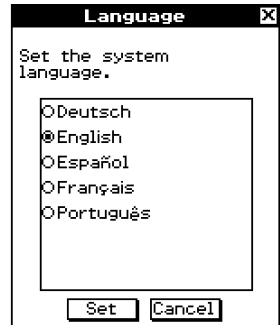 Language
Set the system
language.
Deutsch
English
Español
Français
Português
Set
Cancel